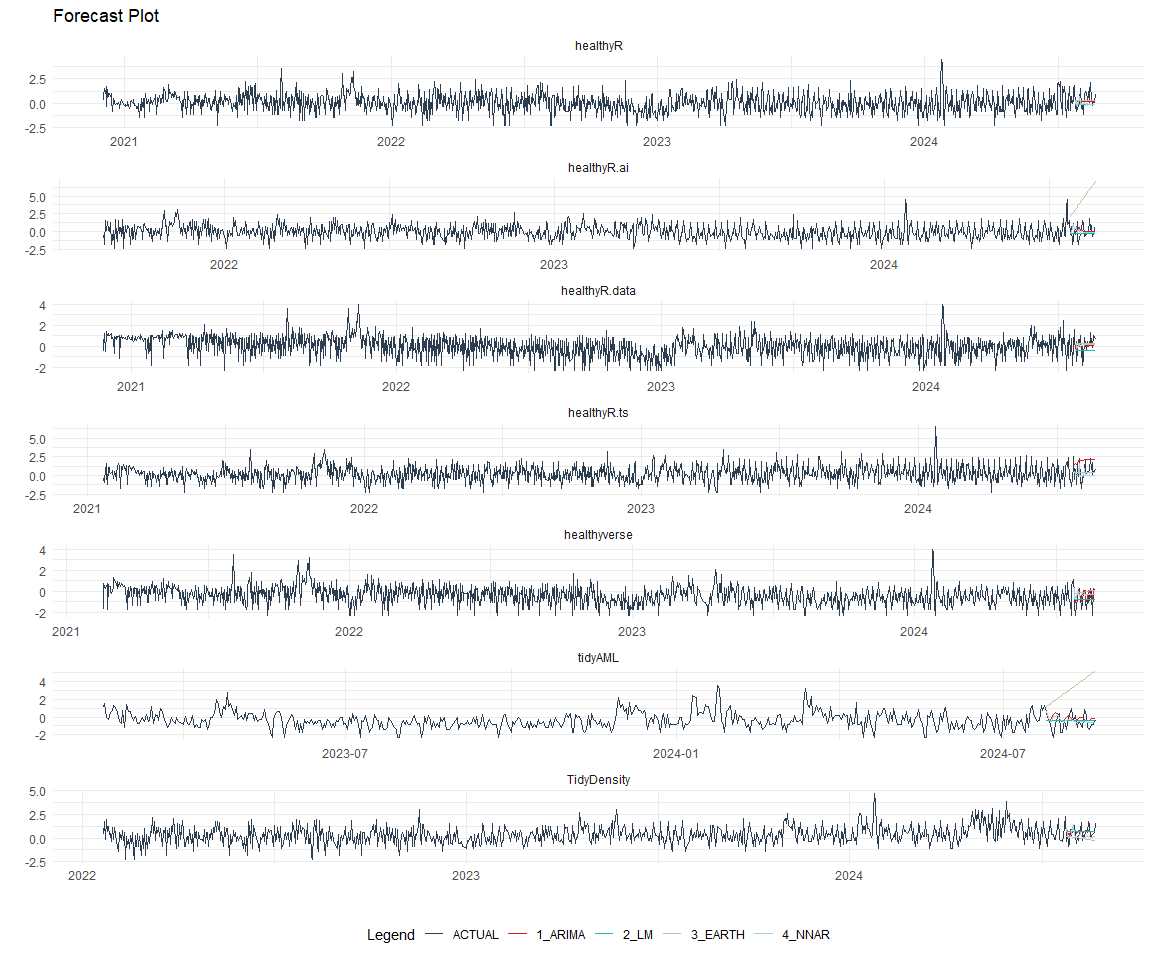 Forecast Plot
healthyR
2.5
0.0
-2.5
2021 2022 2023 2024
healthyR.ai
5.0
2.5
0.0
-2.5
2022 2023 2024
healthyR.data
4
2
0
-2
2021 2022 2023 2024
healthyR.ts
5.0
2.5
0.0
-2.5
2021 2022 2023 2024
healthyverse
4
2
0
-2
2021 2022 2023 2024
tidyAML
4
2
0
-2
2023-07 2024-01 2024-07
TidyDensity
5.0
2.5
0.0
-2.5
2022 2023 2024
Legend ACTUAL 1_ARIMA 2_LM 3_EARTH 4_NNAR